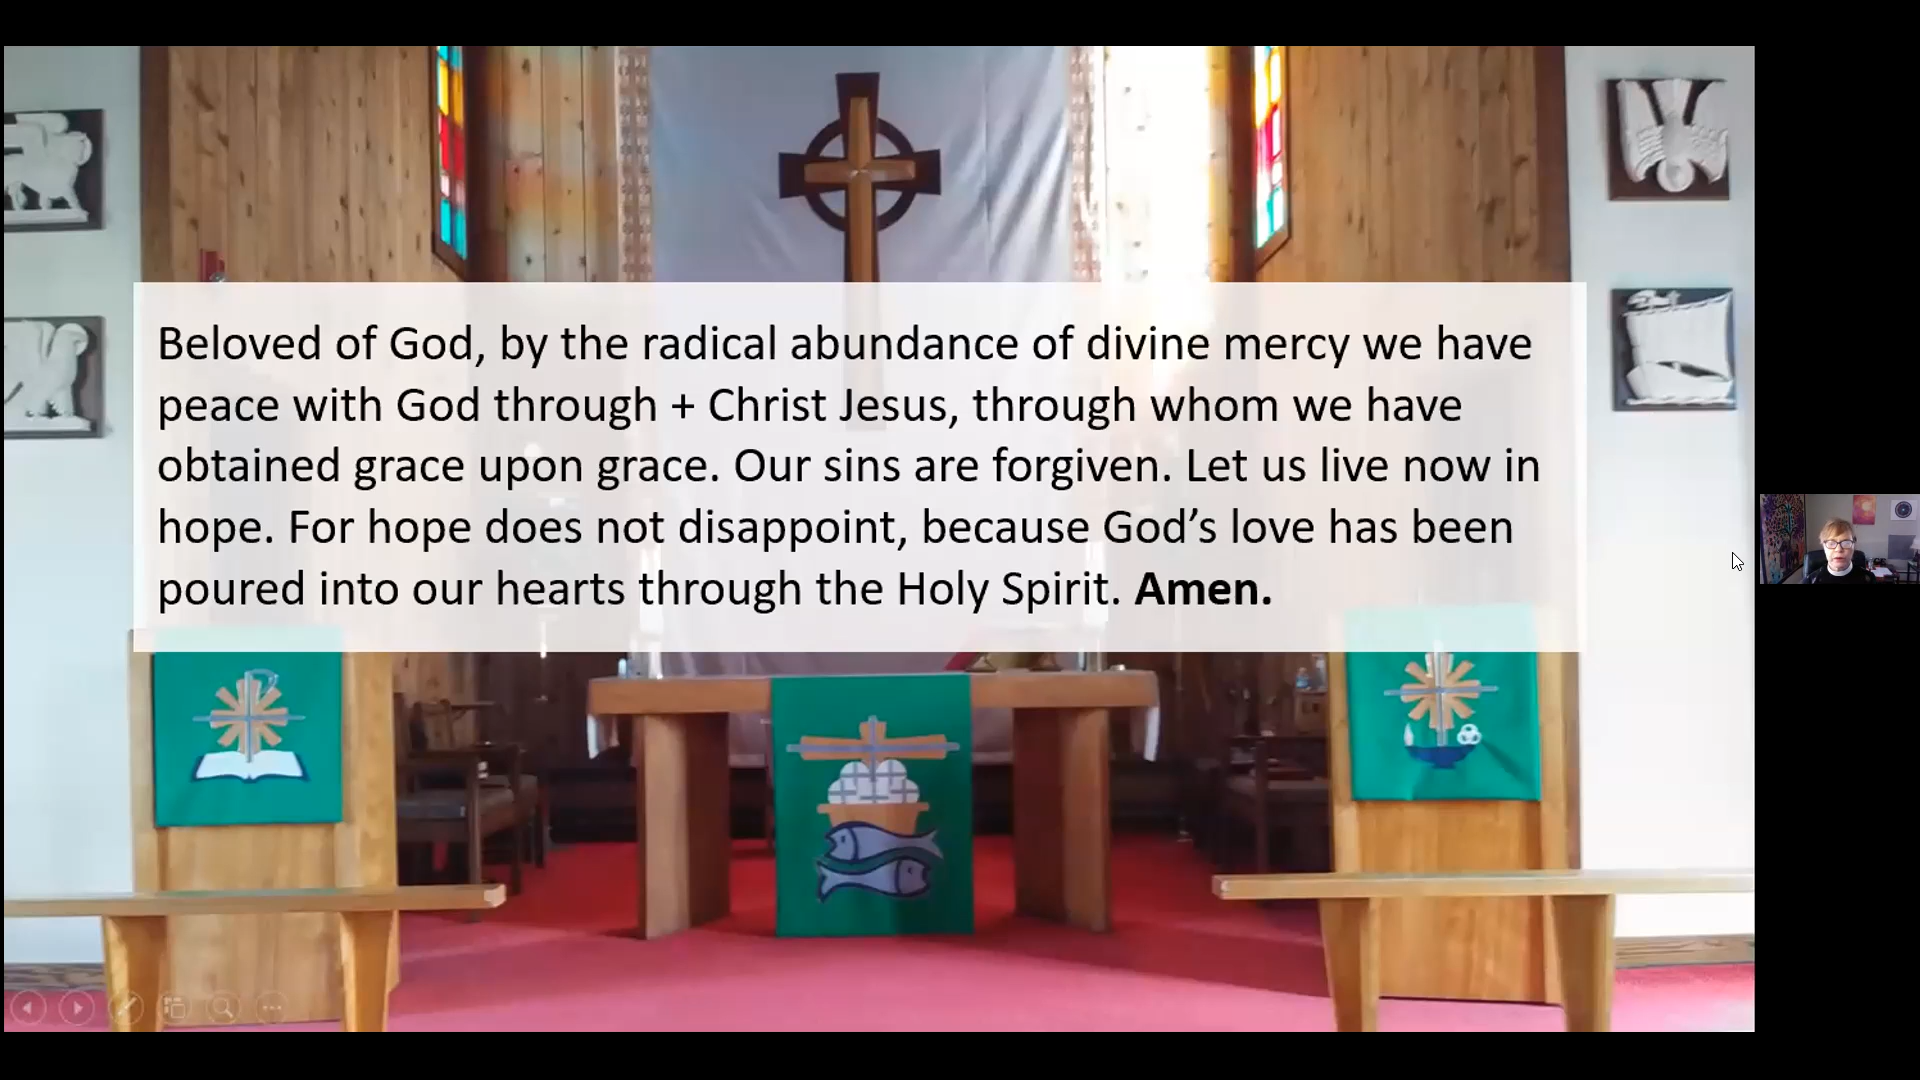 Beloved of God, by the radical abundance of divine mercy we have
peace with God through + Christ Jesus, through whom we have
obtained grace upon grace. Our sins are forgiven. Let us live now in
hope. For hope does not disappoint, because God’s love has been
poured into our hearts through the Holy Spirit. Amen.